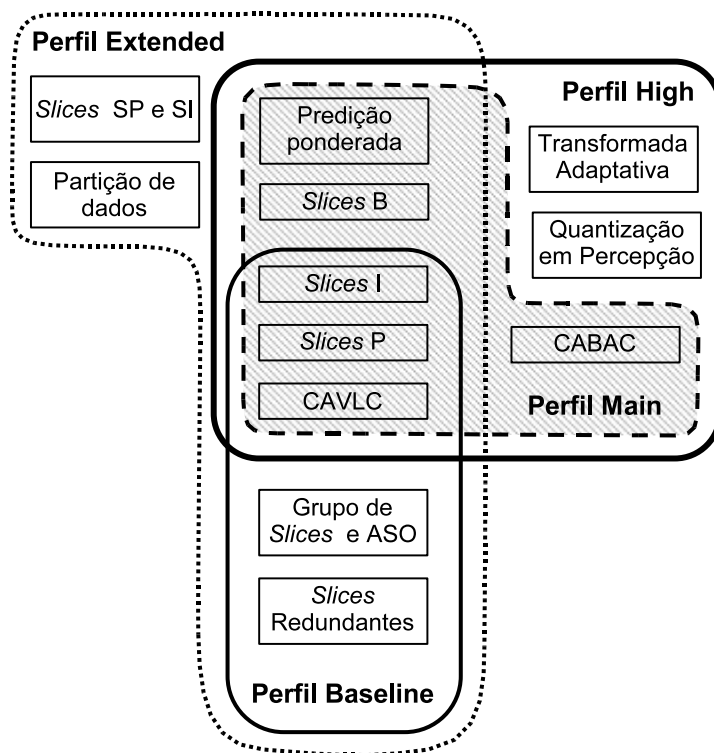 Perfil Extended
Slices SP e SI
Partição de
dados
Perfil High
Predição
ponderada
Transformada
Adaptativa
Slices B
Quantização
em Percepção
Slices I
Slices P
CABAC
CAVLC
Perfil Main
Grupo de
Slices e ASO
Slices
Redundantes
Perfil Baseline